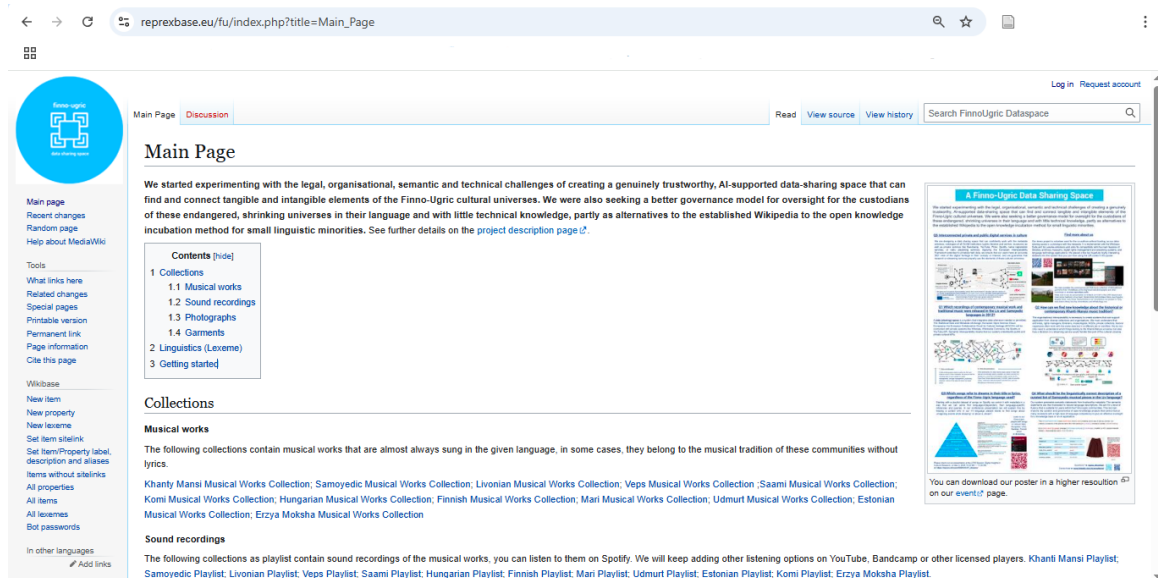 reprexbase.eu/fu/index.php?title=Main_Page
Log in Request account
finno-ugric
data sharing space
Main Page Discussion Read View source View history Search FinnoUgric Dataspace
Main Page
We started experimenting with the legal, organisational, semantic and technical challenges of creating a genuinely trustworthy, AI-supported data-sharing space that can
find and connect tangible and intangible elements of the Finno-Ugric cultural universes. We were also seeking a better governance model for oversight for the custodians
of these endangered, shrinking universes in their language and with little technical knowledge, partly as alternatives to the established Wikipedia to the open knowledge
incubation method for small linguistic minorities. See further details on the project description page.
Contents [hide]
1 Collections
1.1 Musical works
1.2 Sound recordings
1.3 Photographs
1.4 Garments
2 Linguistics (Lexeme)
3 Getting started
Collections
Musical works
The following collections contain musical works that are almost always sung in the given language, in some cases, they belong to the musical tradition of these communities without
lyrics.
Khanty Mansi Musical Works Collection; Samoyedic Musical Works Collection; Livonian Musical Works Collection; Veps Musical Works Collection ;Saami Musical Works Collection;
Komi Musical Works Collection; Hungarian Musical Works Collection; Finnish Musical Works Collection; Mari Musical Works Collection; Udmurt Musical Works Collection; Estonian
Musical Works Collection; Erzya Moksha Musical Works Collection
Sound recordings
The following collections as playlist contain sound recordings of the musical works, you can listen to them on Spotify. We will keep adding other listening options on YouTube, Bandcamp or other licensed players. Khanti Mansi Playlist;
Samoyedic Playlist; Livonian Playlist; Veps Playlist; Saami Playlist; Hungarian Playlist; Finnish Playlist; Mari Playlist; Udmurt Playlist; Estonian Playlist; Komi Playlist; Erzya Moksha Playlist.
A Finno-Ugric Data Sharing Space
You can download our poster in a higher resoultion
on our event page.
Main page
Recent changes
Random page
Help about MediaWiki
Tools
What links here
Related changes
Special pages
Printable version
Permanent link
Page information
Cite this page
Wikibase
New item
New property
New lexeme
Set item sitelink
Set Item/Property label,
description and aliases
Items without sitelinks
All properties
All items
All lexemes
Bot passwords
In other languages
Add links